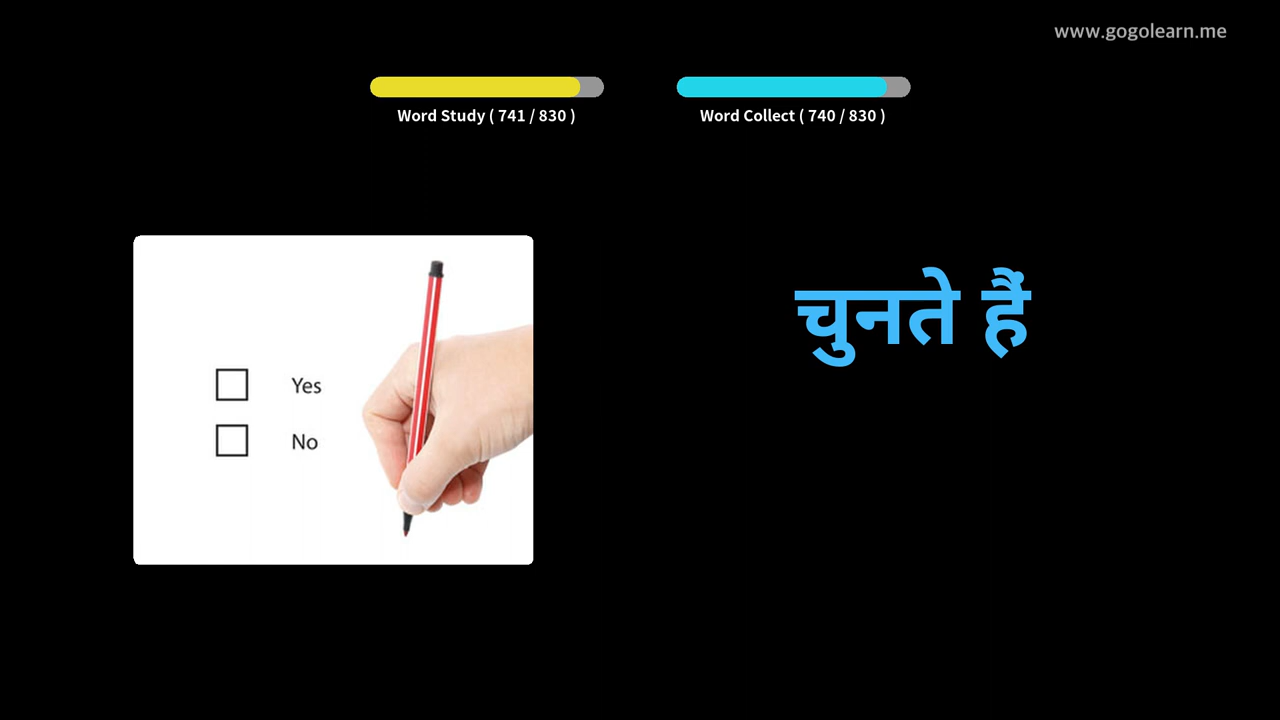 www.gogolearn.me
Word Study ( 741 / 830 )
Word Collect ( 740 / 830 )
चुनते हैं
Yes
No